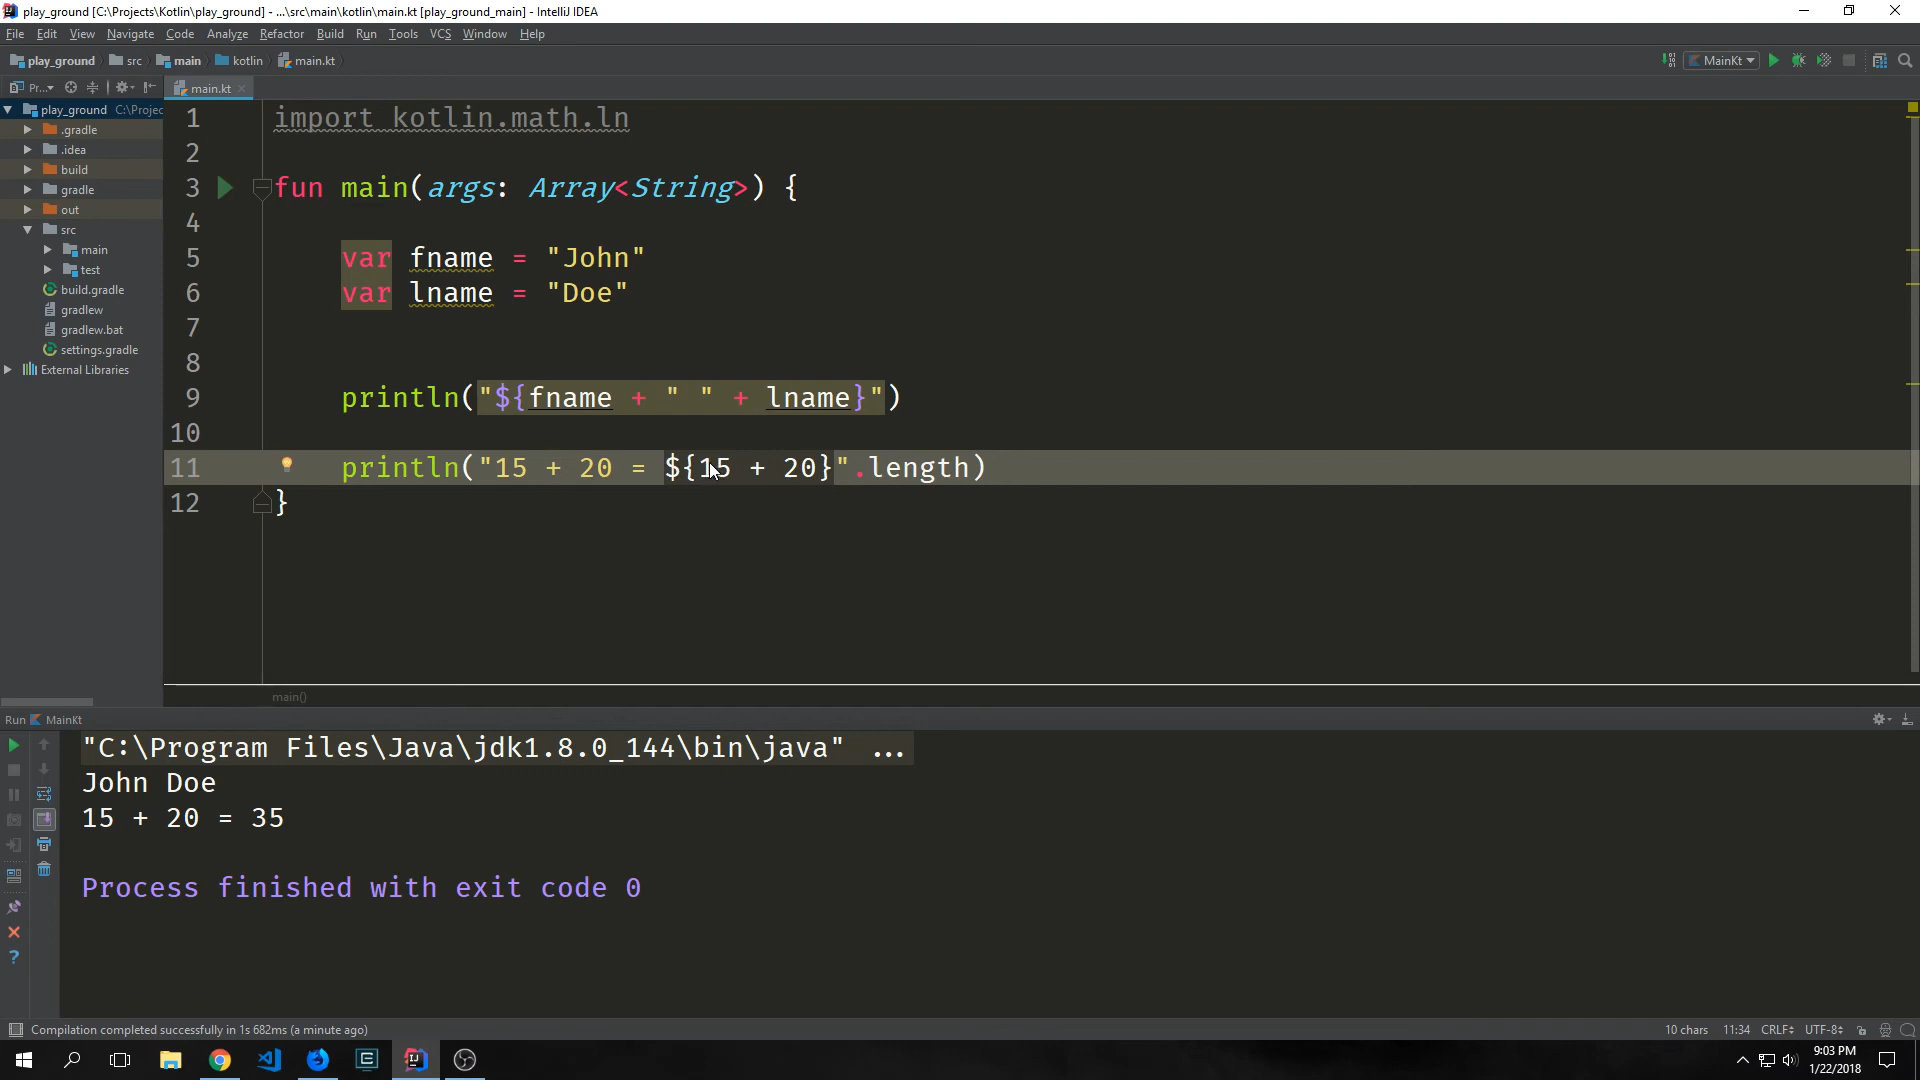 play_ground [C:\Projects\Kotlin\play_ground] - ...\src\main\kotlin\main.kt [play_ground_main] - IntelliJ IDEA
File Edit View Navigate Code Analyze Refactor Build Run Tools VCS Window Help
play_ground src main kotlin main.kt MainKt
Pr... main.kt
play_ground C:\Projec
.gradle
.idea
build
gradle
out
src
main
test
build.gradle
gradlew
gradlew.bat
settings.gradle
External Libraries
1 import kotlin.math.ln
2
3 fun main(args: Array<String>) {
4
5 var fname = "John"
6 var lname = "Doe"
7
8
9 println("${fname + " " + lname}")
10
11 println("15 + 20 = ${15 + 20}".length)
12 }
main()
Run MainKt
"C:\Program Files\Java\jdk1.8.0_144\bin\java" ...
John Doe
15 + 20 = 35
Process finished with exit code 0
Compilation completed successfully in 1s 682ms (a minute ago) 10 chars 11:34 CRLF UTF-8
9:03 PM
1/22/2018